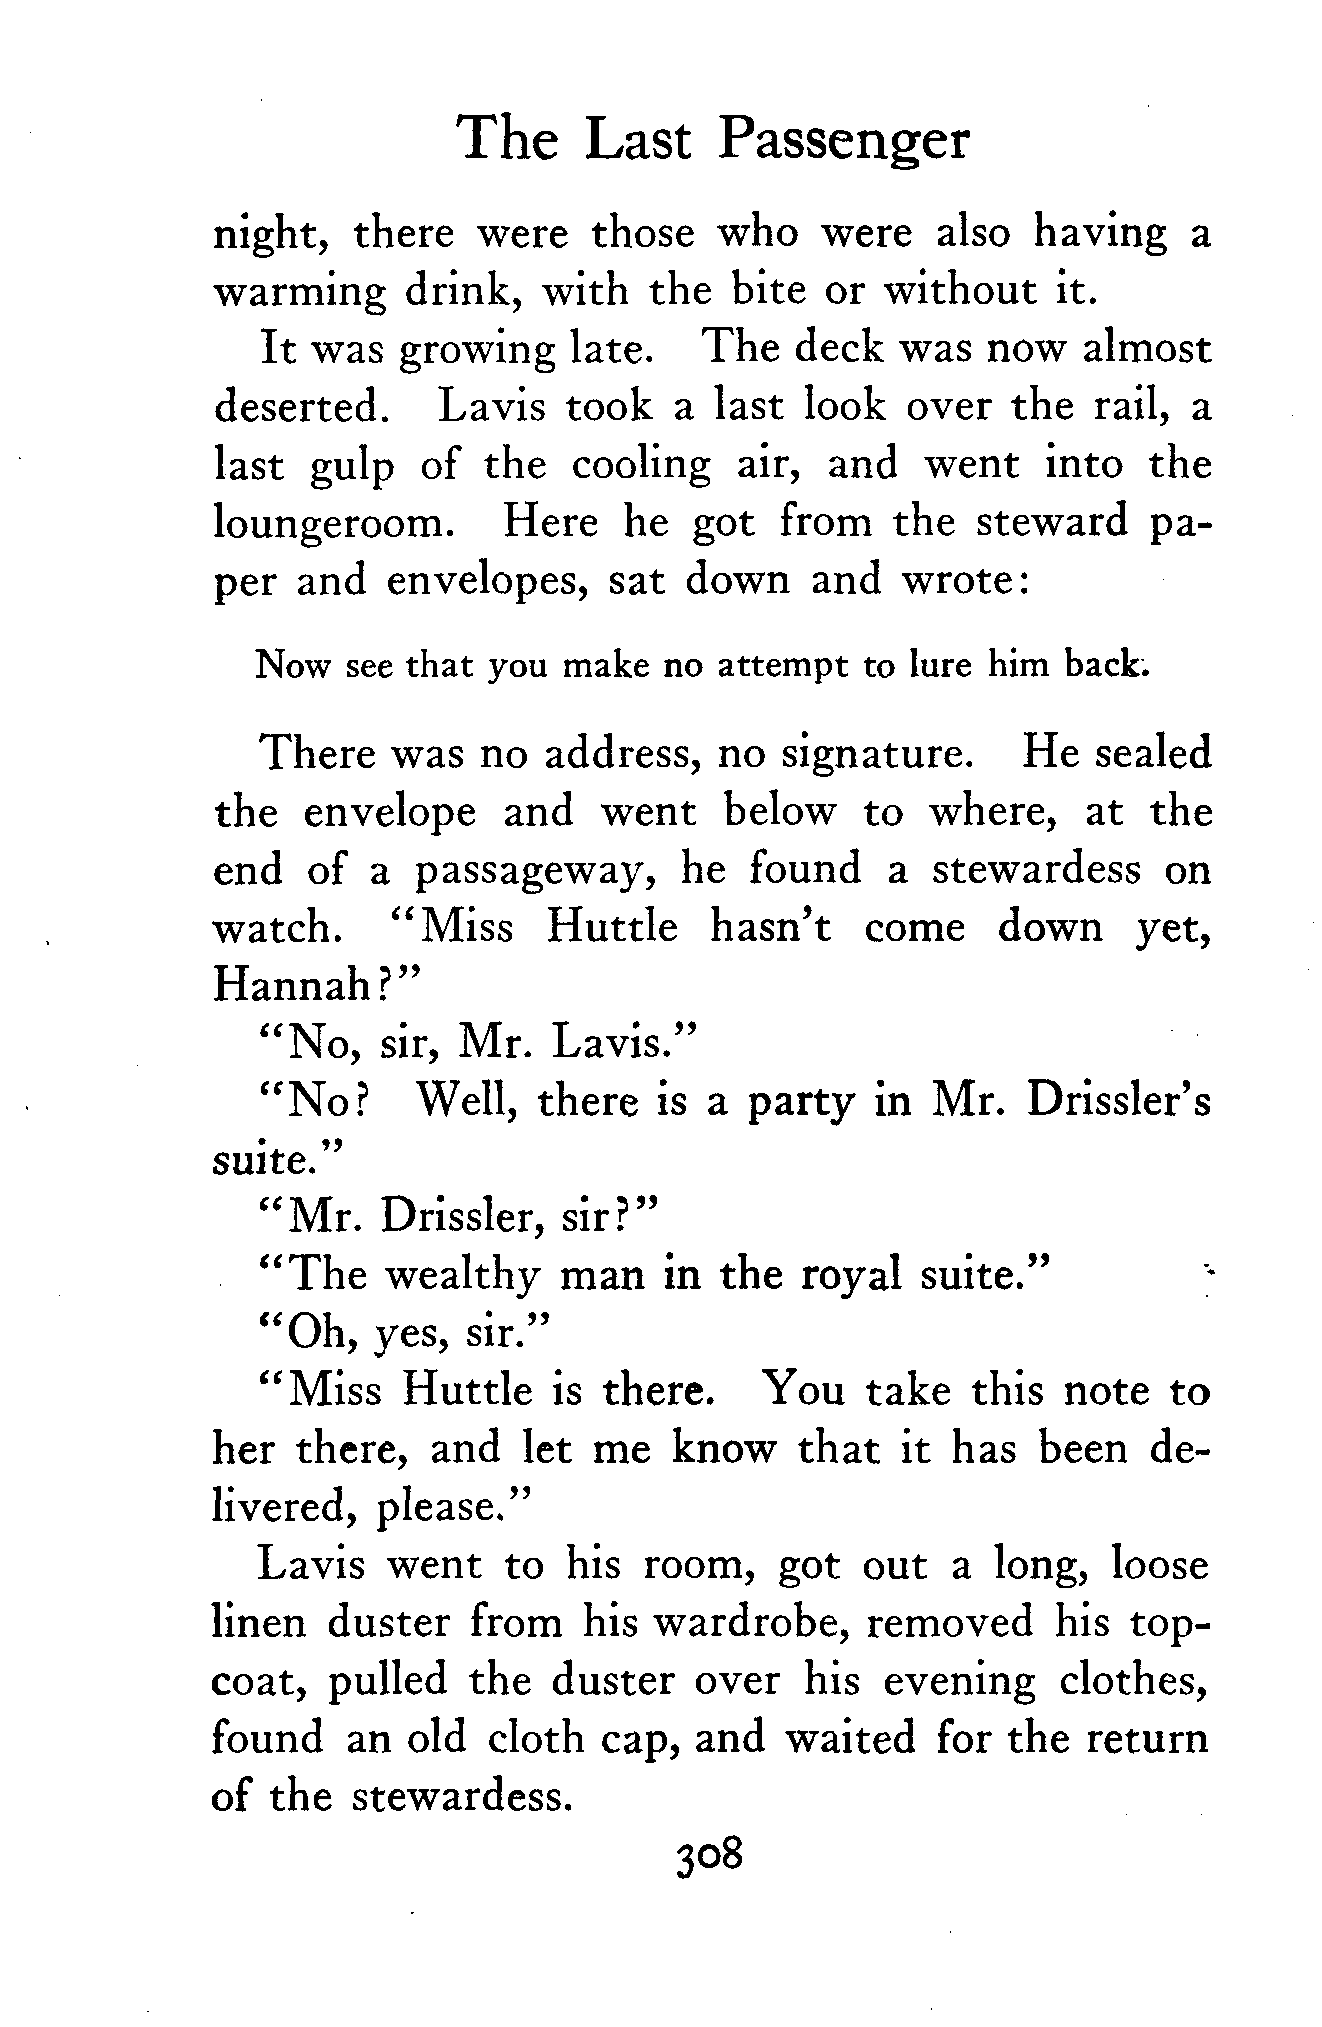 The Last Passenger
night, there were those who were also having a
warming drink, with the bite or without it.
It was growing late. The deck was now almost
deserted. Lavis took a last look over the rail, a
last gulp of the cooling air, and went into the
loungeroom. Here he got from the steward pa-
per and envelopes, sat down and wrote:
Now see that you make no attempt to lure him back.
There was no address, no signature. He sealed
the envelope and went below to where, at the
end of a passageway, he found a stewardess on
watch. “Miss Huttle hasn’t come down yet,
Hannah?”
“No, sir, Mr. Lavis.”
“No? Well, there is a party in Mr. Drissler’s
suite.”
“Mr. Drissler, sir?”
“The wealthy man in the royal suite.”
“Oh, yes, sir.”
“Miss Huttle is there. You take this note to
her there, and let me know that it has been de-
livered, please.”
Lavis went to his room, got out a long, loose
linen duster from his wardrobe, removed his top-
coat, pulled the duster over his evening clothes,
found an old cloth cap, and waited for the return
of the stewardess.
308